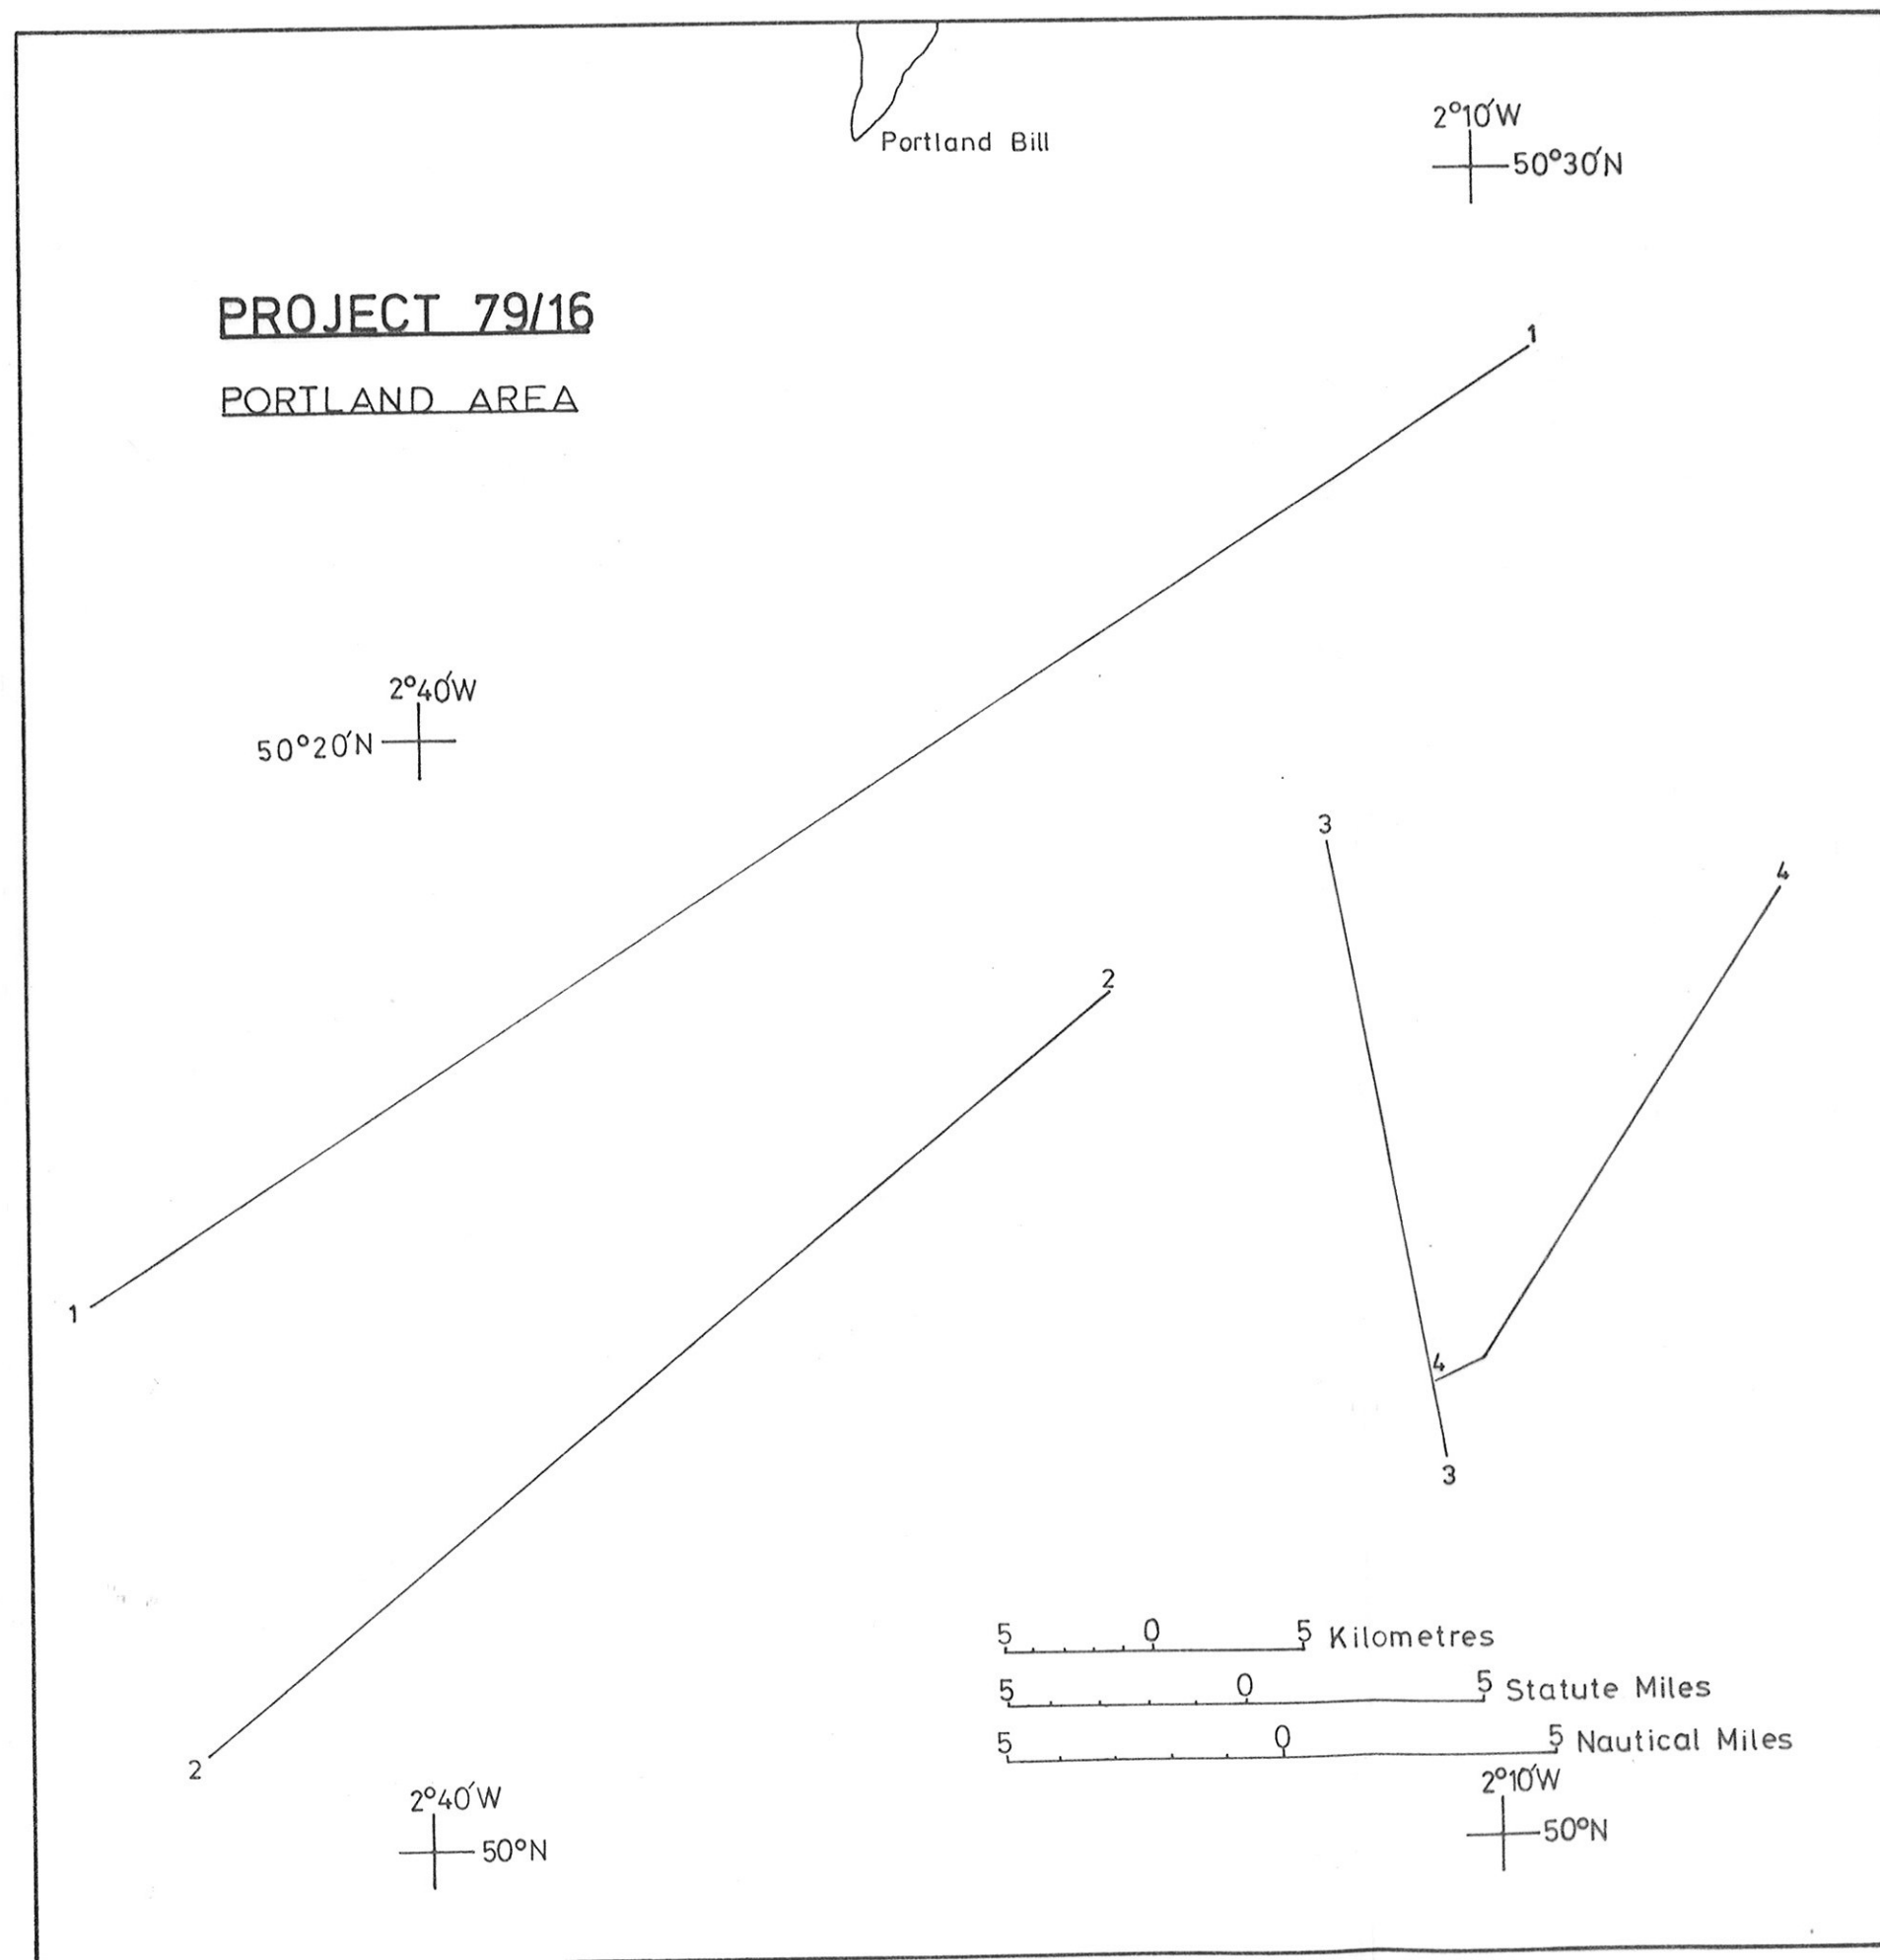 Portland Bill
2°10'W
50°30'N
PROJECT 79/16
PORTLAND AREA
1
2°40'W
50°20'N
3
4
2
1
4
3
5 0 5 Kilometres
5 0 5 Statute Miles
5 0 5 Nautical Miles
2
2°40'W
50°N
2°10'W
50°N